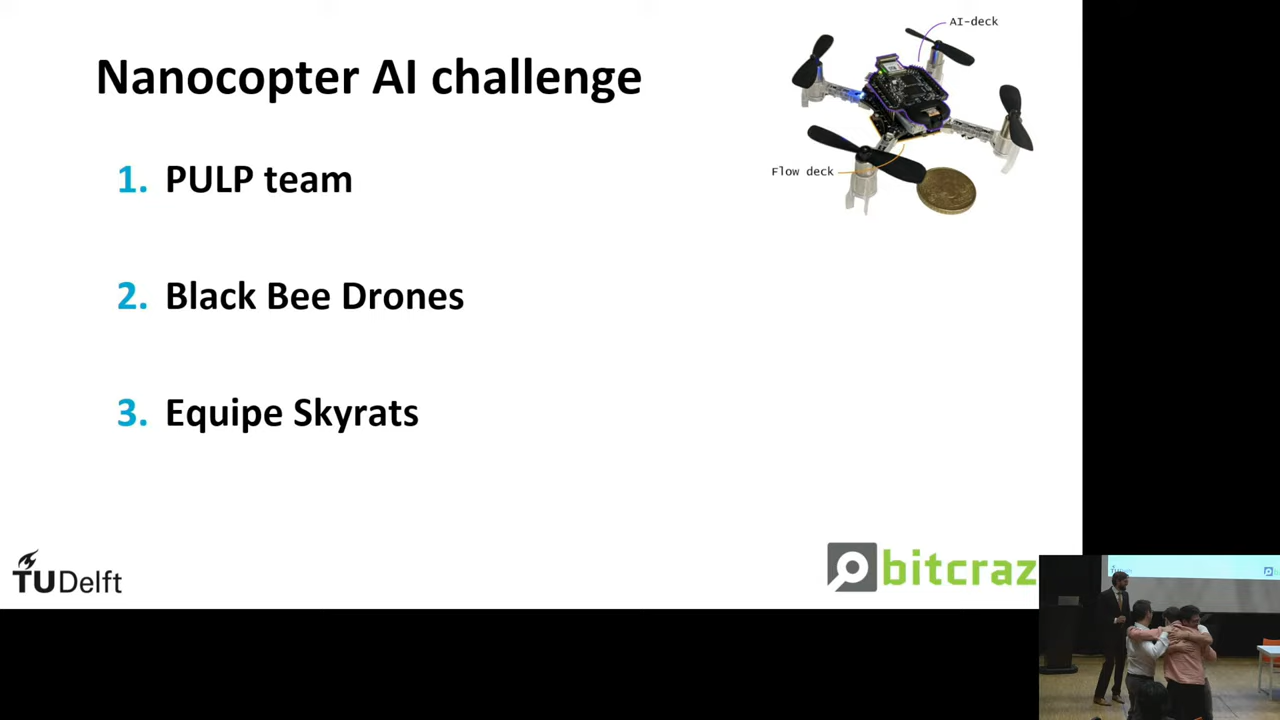 Nanocopter AI challenge
AI-deck
Flow deck
1. PULP team
2. Black Bee Drones
3. Equipe Skyrats
TUDelft
bitcraz